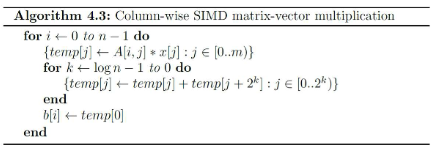 Algorithm 4.3: Column-wise SIMD matrix-vector multiplication
for i ← 0 to n − 1 do
{temp[j] ← A[i, j] ∗ x[j] : j ∈ [0..m)}
for k ← log n − 1 to 0 do
{temp[j] ← temp[j] + temp[j + 2^k] : j ∈ [0..2^k)}
end
b[i] ← temp[0]
end